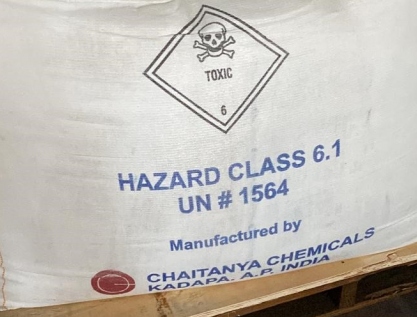 TOXIC
6
HAZARD CLASS 6.1
UN # 1564
Manufactured by
CHAITANYA CHEMICALS
KADAPA. A.P. INDIA